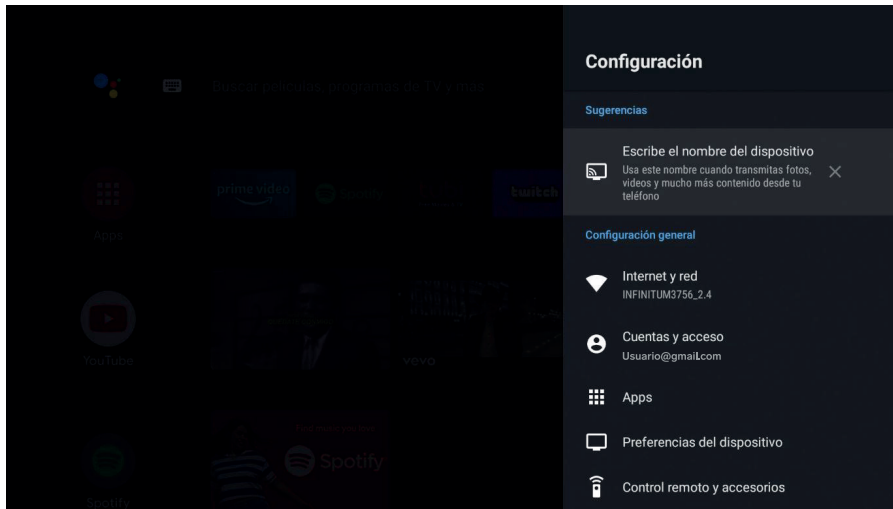 Configuración
Sugerencias
Escribe el nombre del dispositivo
Usa este nombre cuando transmitas fotos,
videos y mucho más contenido desde tu
teléfono
Configuración general
Internet y red
INFINITUM3756_2.4
Cuentas y acceso
Usuario@gmail.com
Apps
Preferencias del dispositivo
Control remoto y accesorios
Buscar películas, programas de TV y más
Apps
prime video
Spotify
twitch
YouTube
vevo
Spotify
Spotify